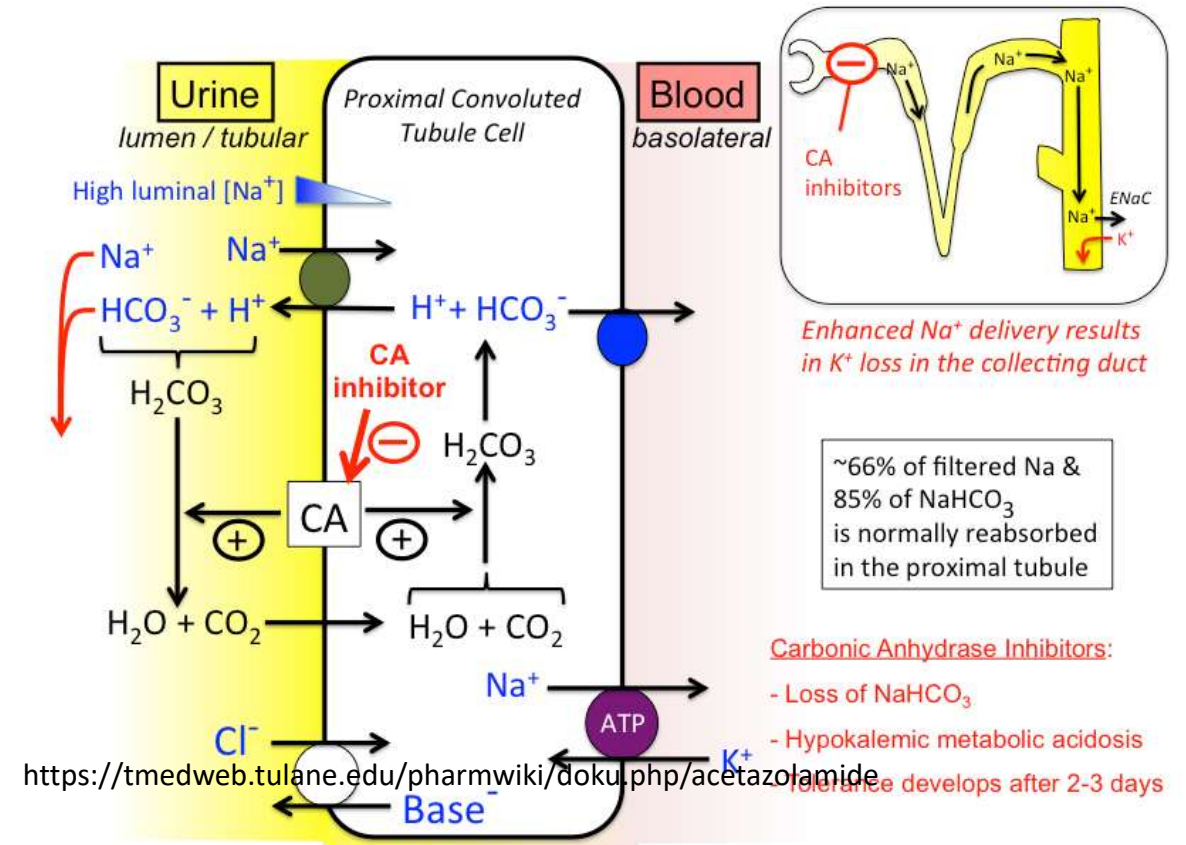 Urine
lumen / tubular
Proximal Convoluted
Tubule Cell
Blood
basolateral
High luminal [Na⁺]
Na⁺
Na⁺
HCO₃⁻ + H⁺
H⁺+ HCO₃⁻
H₂CO₃
CA
inhibitor
−
H₂CO₃
CA
+
+
H₂O + CO₂
H₂O + CO₂
Na⁺
ATP
K⁺
Cl⁻
Base⁻
https://tmedweb.tulane.edu/pharmwiki/doku.php/acetazolamide
−
Na⁺
Na⁺
Na⁺
CA
inhibitors
Na⁺
ENaC
K⁺
Enhanced Na⁺ delivery results
in K⁺ loss in the collecting duct
~66% of filtered Na &
85% of NaHCO₃
is normally reabsorbed
in the proximal tubule
Carbonic Anhydrase Inhibitors:
- Loss of NaHCO₃
- Hypokalemic metabolic acidosis
- Tolerance develops after 2-3 days